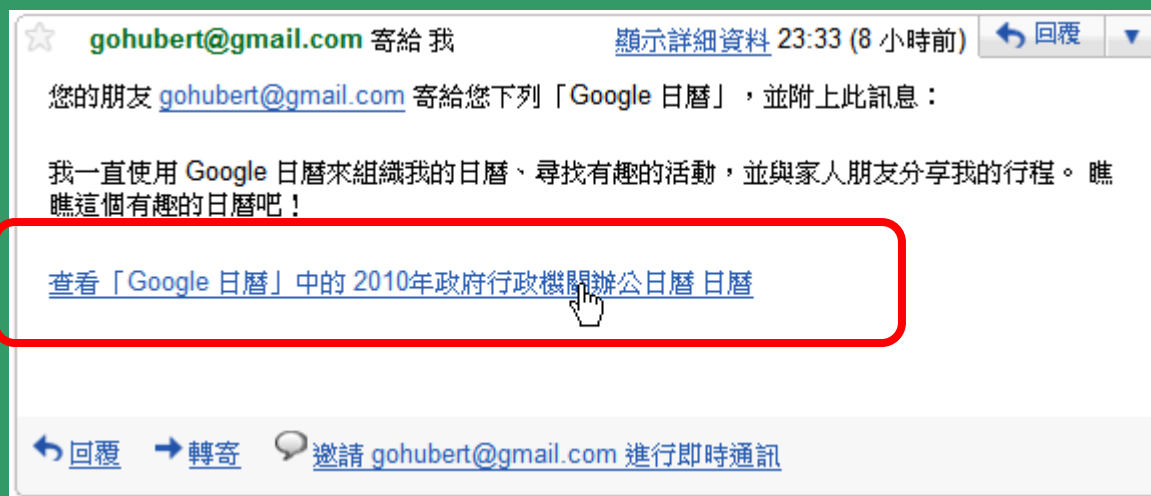 gohubert@gmail.com 寄給 我 顯示詳細資料 23:33 (8 小時前) 回覆
您的朋友 gohubert@gmail.com 寄給您下列「Google 日曆」，並附上此訊息：
我一直使用 Google 日曆來組織我的日曆、尋找有趣的活動，並與家人朋友分享我的行程。 瞧
瞧這個有趣的日曆吧！
查看「Google 日曆」中的 2010年政府行政機關辦公日曆 日曆
回覆 轉寄 邀請 gohubert@gmail.com 進行即時通訊